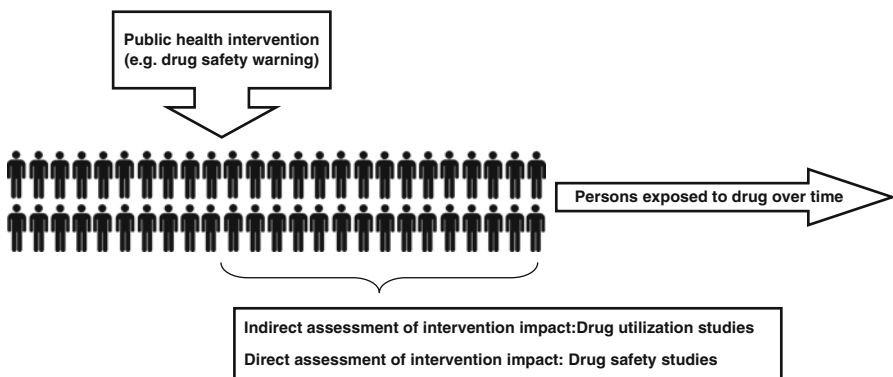 Public health intervention
(e.g. drug safety warning)
Persons exposed to drug over time
Indirect assessment of intervention impact:Drug utilization studies
Direct assessment of intervention impact: Drug safety studies